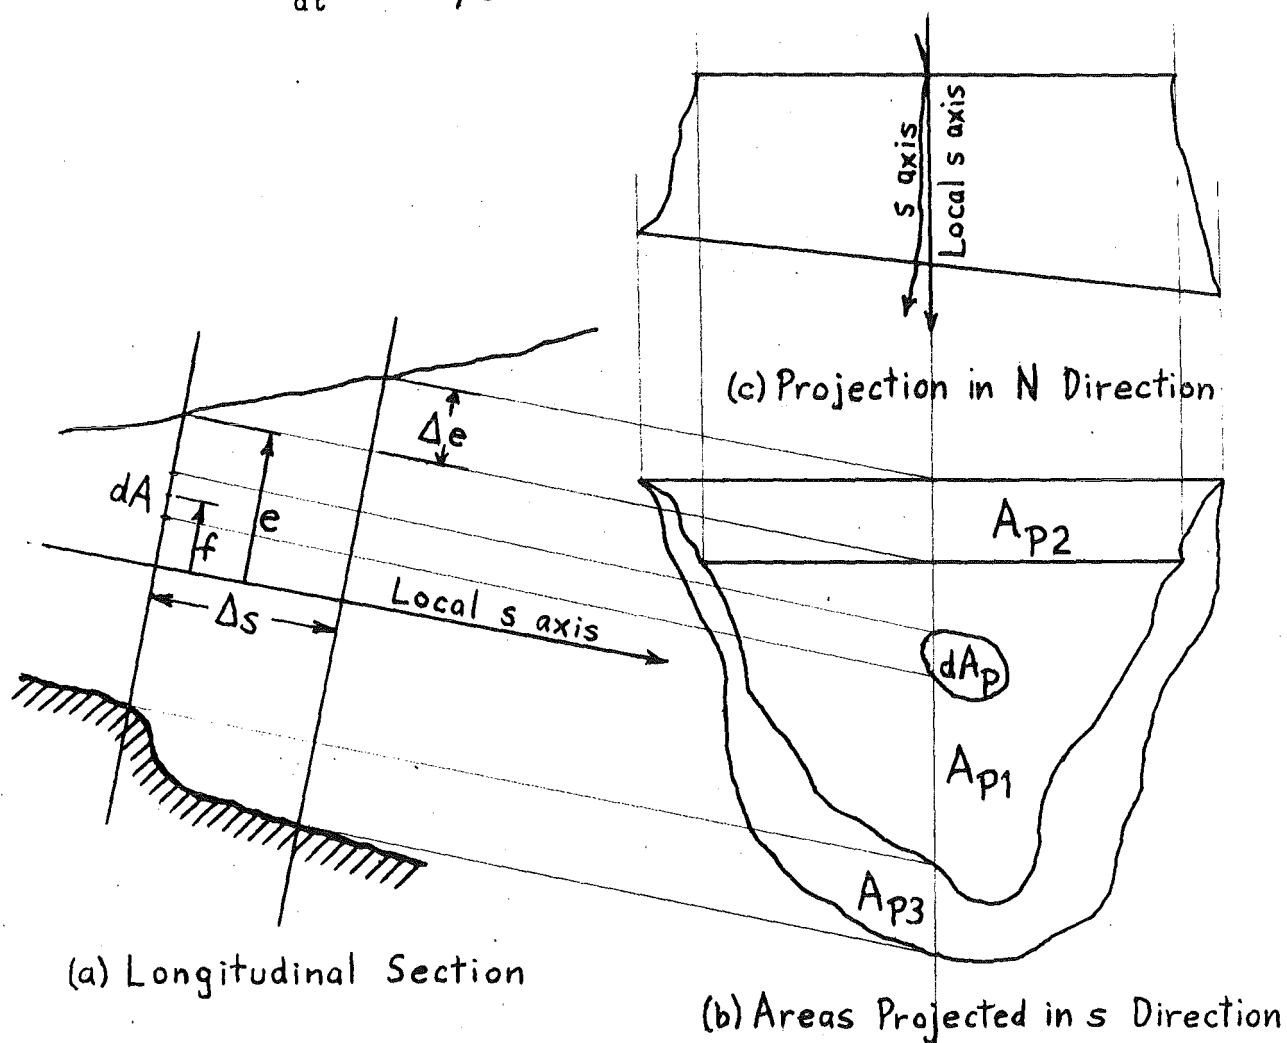 dt
s axis
Local s axis
(c) Projection in N Direction
Δe
dA
e
f
Δs
Local s axis
Ap2
dAp
Ap1
Ap3
(a) Longitudinal Section
(b) Areas Projected in s Direction